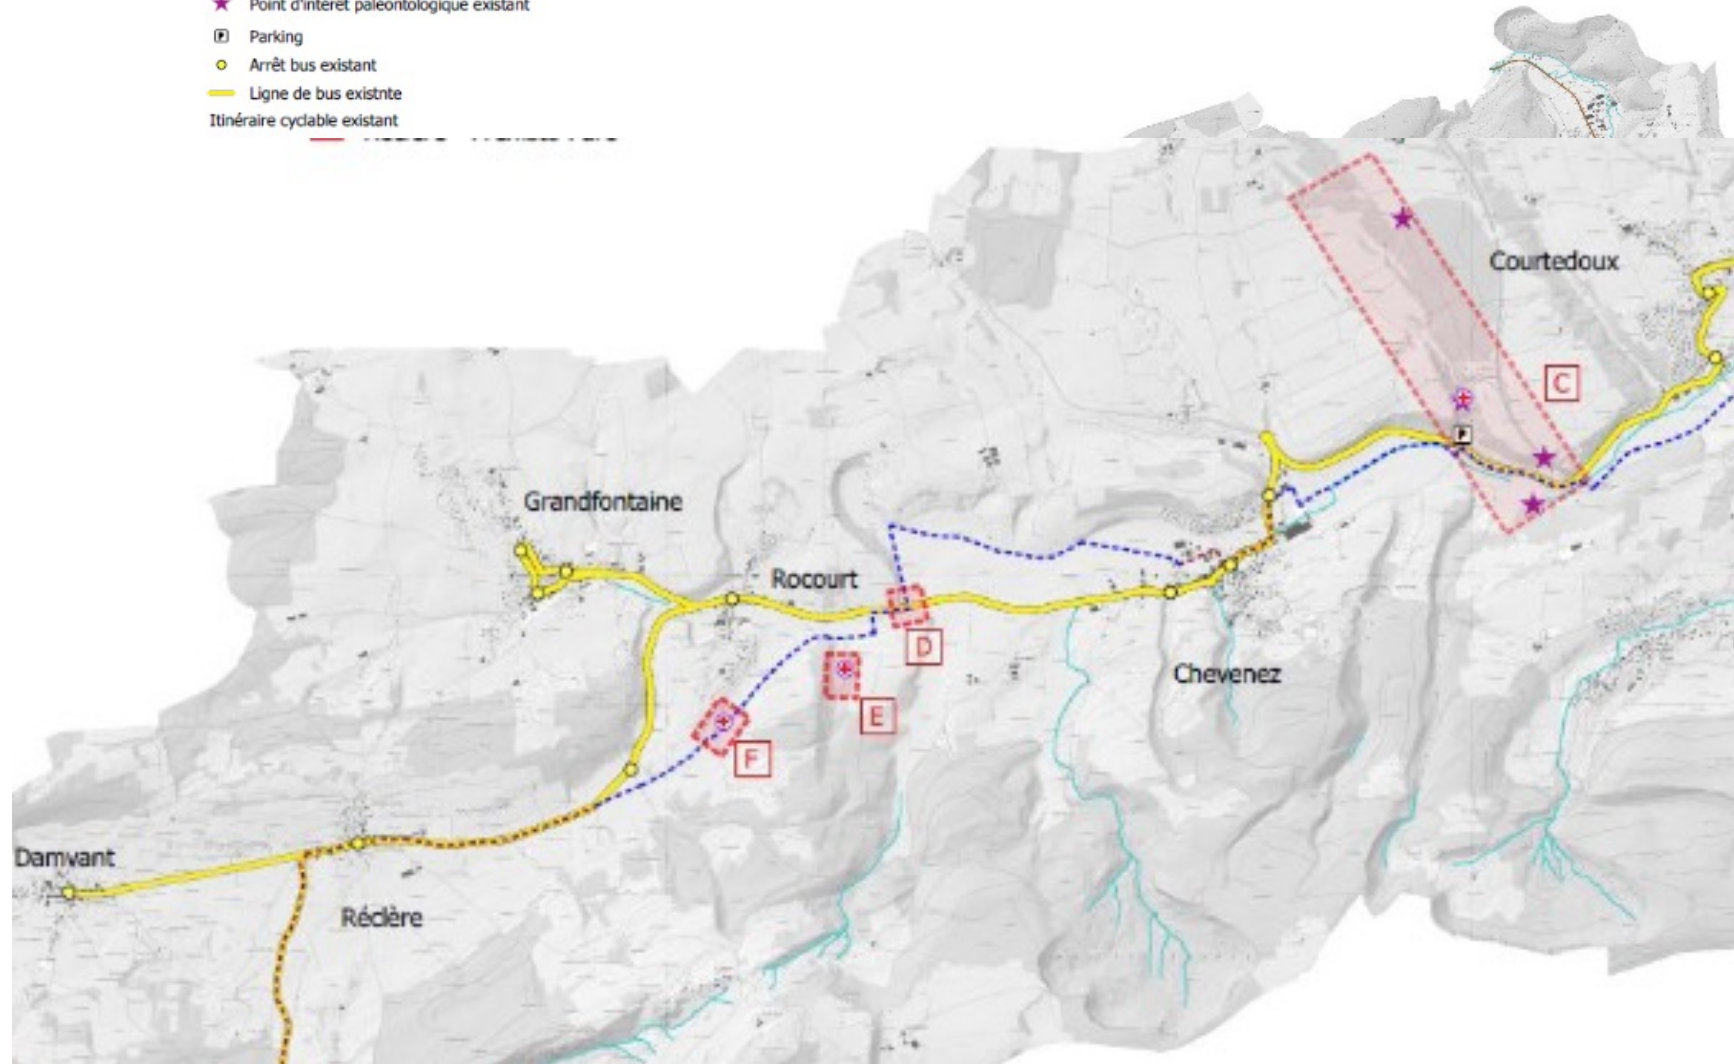 Point d'intérêt paléontologique existant
P Parking
Arrêt bus existant
Ligne de bus existnte
Itinéraire cyclable existant
Courtedoux
C
P
Grandfontaine
Rocourt
D
Chevenez
E
F
Damvant
Réclère